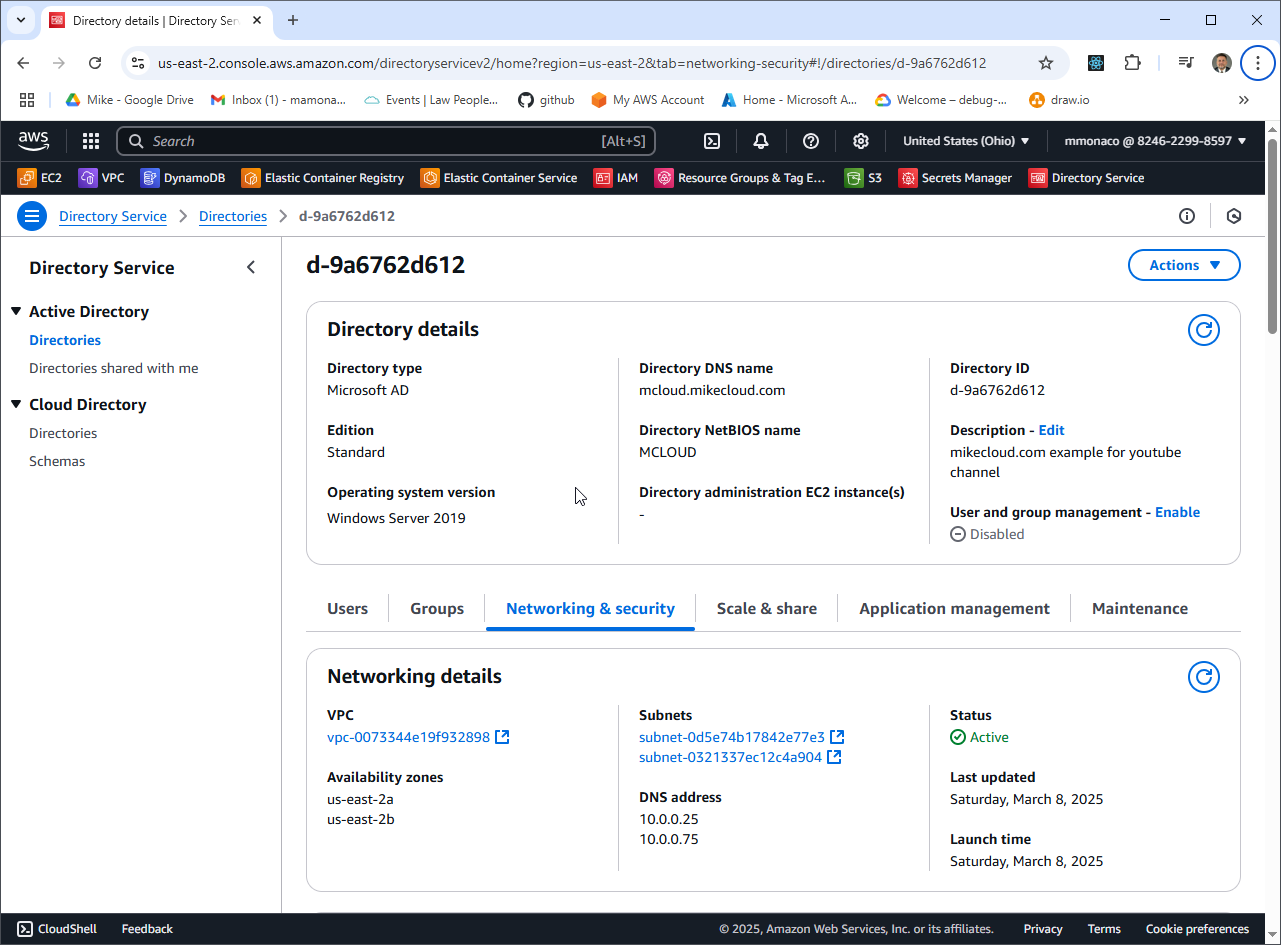 Directory details | Directory Ser
us-east-2.console.aws.amazon.com/directoryservicev2/home?region=us-east-2&tab=networking-security#!/directories/d-9a6762d612
Mike - Google Drive
Inbox (1) - mamona...
Events | Law People...
github
My AWS Account
Home - Microsoft A...
Welcome – debug-...
draw.io
aws
Search
[Alt+S]
United States (Ohio)
mmonaco @ 8246-2299-8597
EC2
VPC
DynamoDB
Elastic Container Registry
Elastic Container Service
IAM
Resource Groups & Tag E...
S3
Secrets Manager
Directory Service
Directory Service
Directories
d-9a6762d612
Directory Service
Active Directory
Directories
Directories shared with me
Cloud Directory
Directories
Schemas
d-9a6762d612
Actions
Directory details
Directory type
Microsoft AD
Edition
Standard
Operating system version
Windows Server 2019
Directory DNS name
mcloud.mikecloud.com
Directory NetBIOS name
MCLOUD
Directory administration EC2 instance(s)
-
Directory ID
d-9a6762d612
Description - Edit
mikecloud.com example for youtube
channel
User and group management - Enable
Disabled
Users
Groups
Networking & security
Scale & share
Application management
Maintenance
Networking details
VPC
vpc-0073344e19f932898
Availability zones
us-east-2a
us-east-2b
Subnets
subnet-0d5e74b17842e77e3
subnet-0321337ec12c4a904
DNS address
10.0.0.25
10.0.0.75
Status
Active
Last updated
Saturday, March 8, 2025
Launch time
Saturday, March 8, 2025
CloudShell
Feedback
© 2025, Amazon Web Services, Inc. or its affiliates.
Privacy
Terms
Cookie preferences